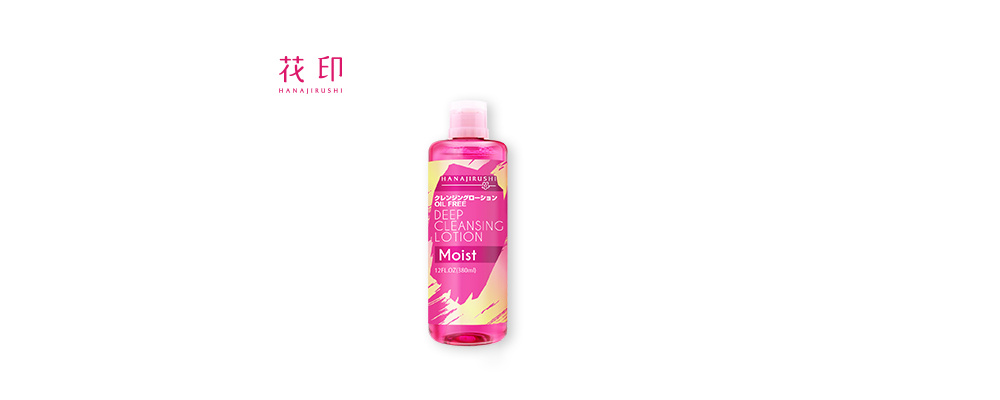 花印
HANAJIRUSHI
HANAJIRUSHI
クレンジングローション
OIL FREE
DEEP
CLEANSING
LOTION
Moist
12FL.OZ(380ml)